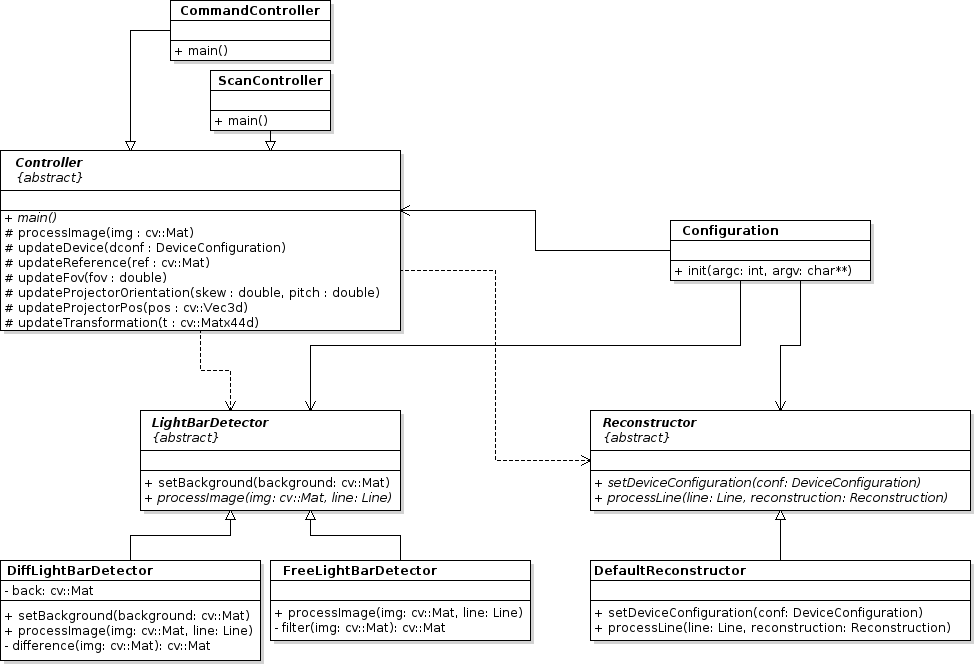 CommandController
+ main()
ScanController
+ main()
Controller
{abstract}
+ main()
# processImage(img : cv::Mat)
# updateDevice(dconf : DeviceConfiguration)
# updateReference(ref : cv::Mat)
# updateFov(fov : double)
# updateProjectorOrientation(skew : double, pitch : double)
# updateProjectorPos(pos : cv::Vec3d)
# updateTransformation(t : cv::Matx44d)
Configuration
+ init(argc: int, argv: char**)
LightBarDetector
{abstract}
+ setBackground(background: cv::Mat)
+ processImage(img: cv::Mat, line: Line)
Reconstructor
{abstract}
+ setDeviceConfiguration(conf: DeviceConfiguration)
+ processLine(line: Line, reconstruction: Reconstruction)
DiffLightBarDetector
- back: cv::Mat
+ setBackground(background: cv::Mat)
+ processImage(img: cv::Mat, line: Line)
- difference(img: cv::Mat): cv::Mat
FreeLightBarDetector
+ processImage(img: cv::Mat, line: Line)
- filter(img: cv::Mat): cv::Mat
DefaultReconstructor
+ setDeviceConfiguration(conf: DeviceConfiguration)
+ processLine(line: Line, reconstruction: Reconstruction)